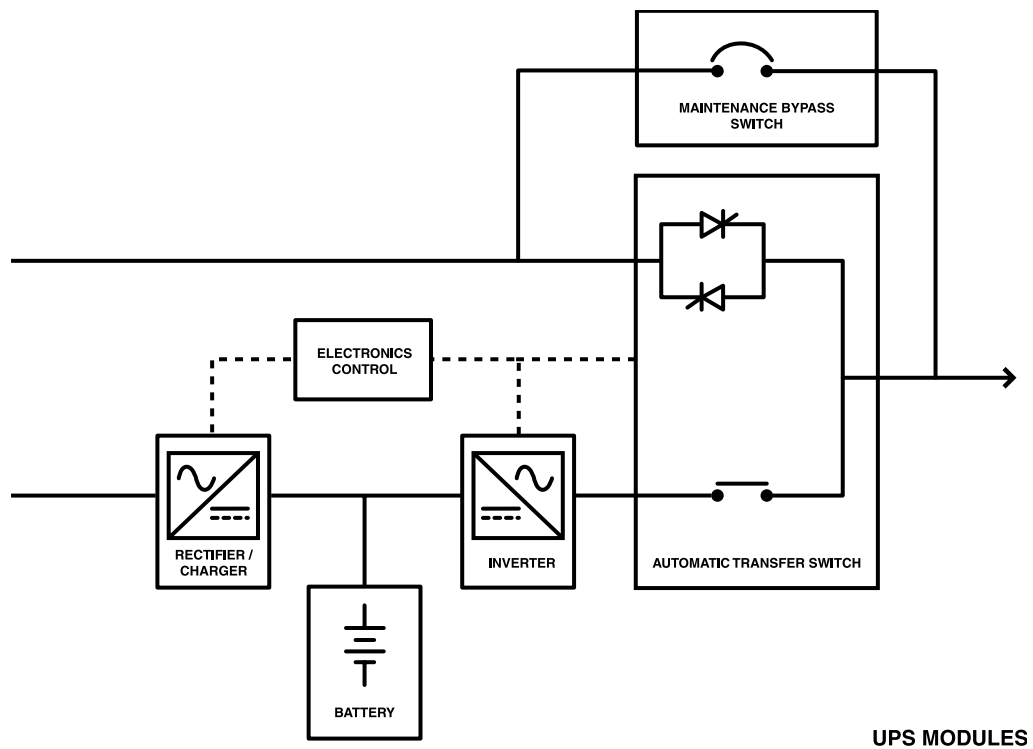 MAINTENANCE BYPASS
SWITCH
ELECTRONICS
CONTROL
RECTIFIER /
CHARGER
INVERTER
AUTOMATIC TRANSFER SWITCH
BATTERY
UPS MODULES